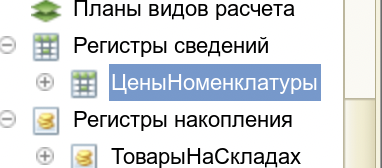 Планы видов расчета
Регистры сведений
ЦеныНоменклатуры
Регистры накопления
ТоварыНаСкладах